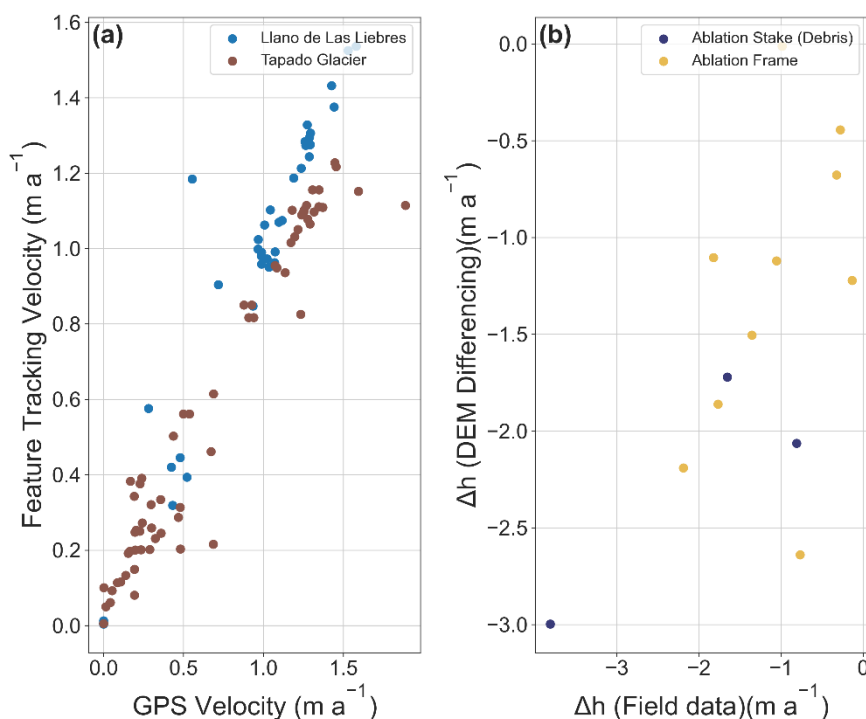 (a)
Llano de Las Liebres
Tapado Glacier
Feature Tracking Velocity (m a⁻¹)
1.6
1.4
1.2
1.0
0.8
0.6
0.4
0.2
0.0
0.0 0.5 1.0 1.5
GPS Velocity (m a⁻¹)
(b)
Ablation Stake (Debris)
Ablation Frame
Δh (DEM Differencing)(m a⁻¹)
0.0
−0.5
−1.0
−1.5
−2.0
−2.5
−3.0
−3 −2 −1 0
Δh (Field data)(m a⁻¹)